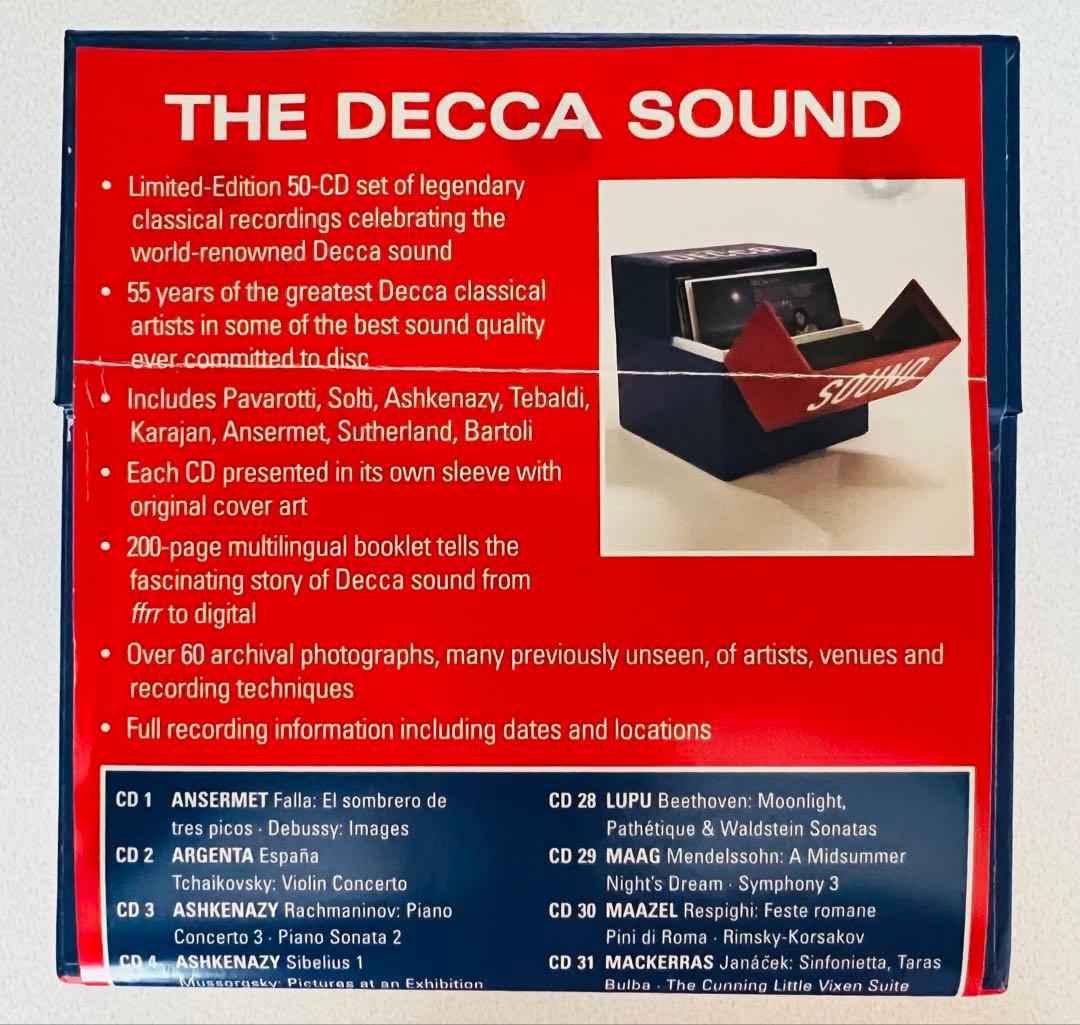 THE DECCA SOUND
• Limited-Edition 50-CD set of legendary
classical recordings celebrating the
world-renowned Decca sound
• 55 years of the greatest Decca classical
artists in some of the best sound quality
ever committed to disc
• Includes Pavarotti, Solti, Ashkenazy, Tebaldi,
Karajan, Ansermet, Sutherland, Bartoli
• Each CD presented in its own sleeve with
original cover art
• 200-page multilingual booklet tells the
fascinating story of Decca sound from
ffrr to digital
• Over 60 archival photographs, many previously unseen, of artists, venues and
recording techniques
• Full recording information including dates and locations
DECCA
SOUND
CD 1 ANSERMET Falla: El sombrero de
tres picos · Debussy: Images
CD 2 ARGENTA España
Tchaikovsky: Violin Concerto
CD 3 ASHKENAZY Rachmaninov: Piano
Concerto 3 · Piano Sonata 2
CD 4 ASHKENAZY Sibelius 1
Mussorgsky: Pictures at an Exhibition
CD 28 LUPU Beethoven: Moonlight,
Pathétique & Waldstein Sonatas
CD 29 MAAG Mendelssohn: A Midsummer
Night's Dream · Symphony 3
CD 30 MAAZEL Respighi: Feste romane
Pini di Roma · Rimsky-Korsakov
CD 31 MACKERRAS Janáček: Sinfonietta, Taras
Bulba · The Cunning Little Vixen Suite